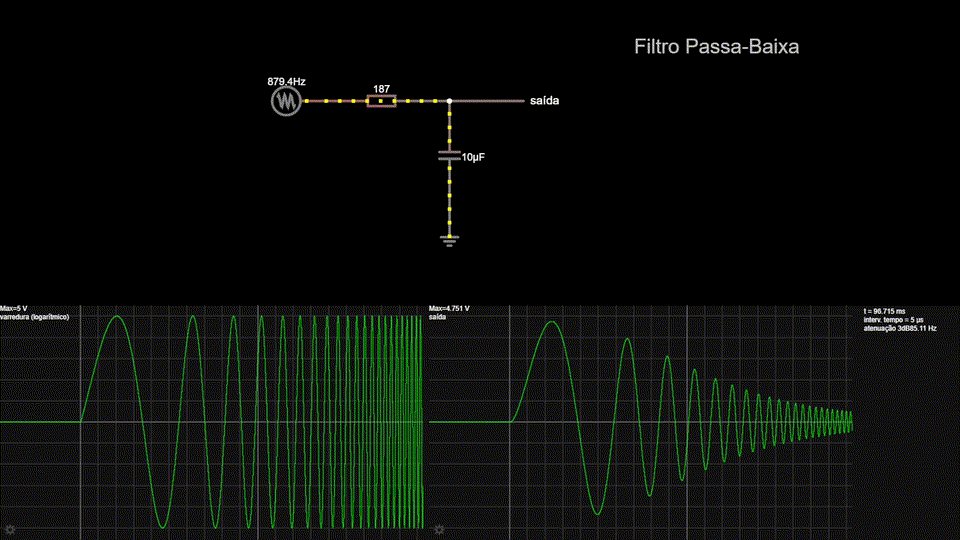 Filtro Passa-Baixa
879.4Hz
187
saída
10µF
Max=5 V
varredura (logarítmico)
Max=4.751 V
saída
t = 96.715 ms
interv. tempo = 5 µs
atenuação 3dB85.11 Hz